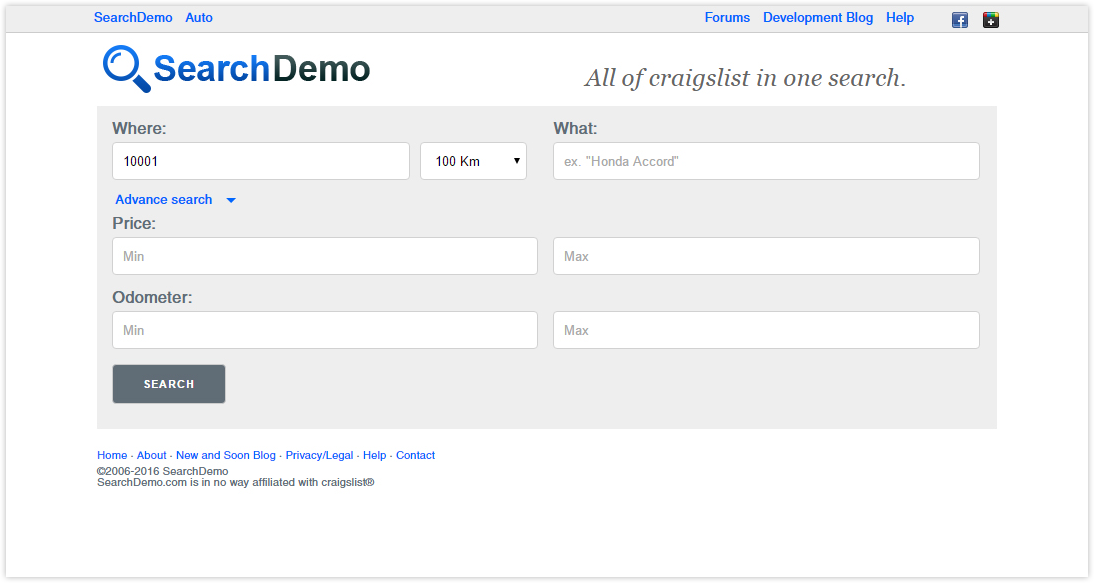 SearchDemo Auto Forums Development Blog Help
SearchDemo
All of craigslist in one search.
Where: What:
10001 100 Km ex. "Honda Accord"
Advance search
Price:
Min Max
Odometer:
Min Max
SEARCH
Home · About · New and Soon Blog · Privacy/Legal · Help · Contact
©2006-2016 SearchDemo
SearchDemo.com is in no way affiliated with craigslist®